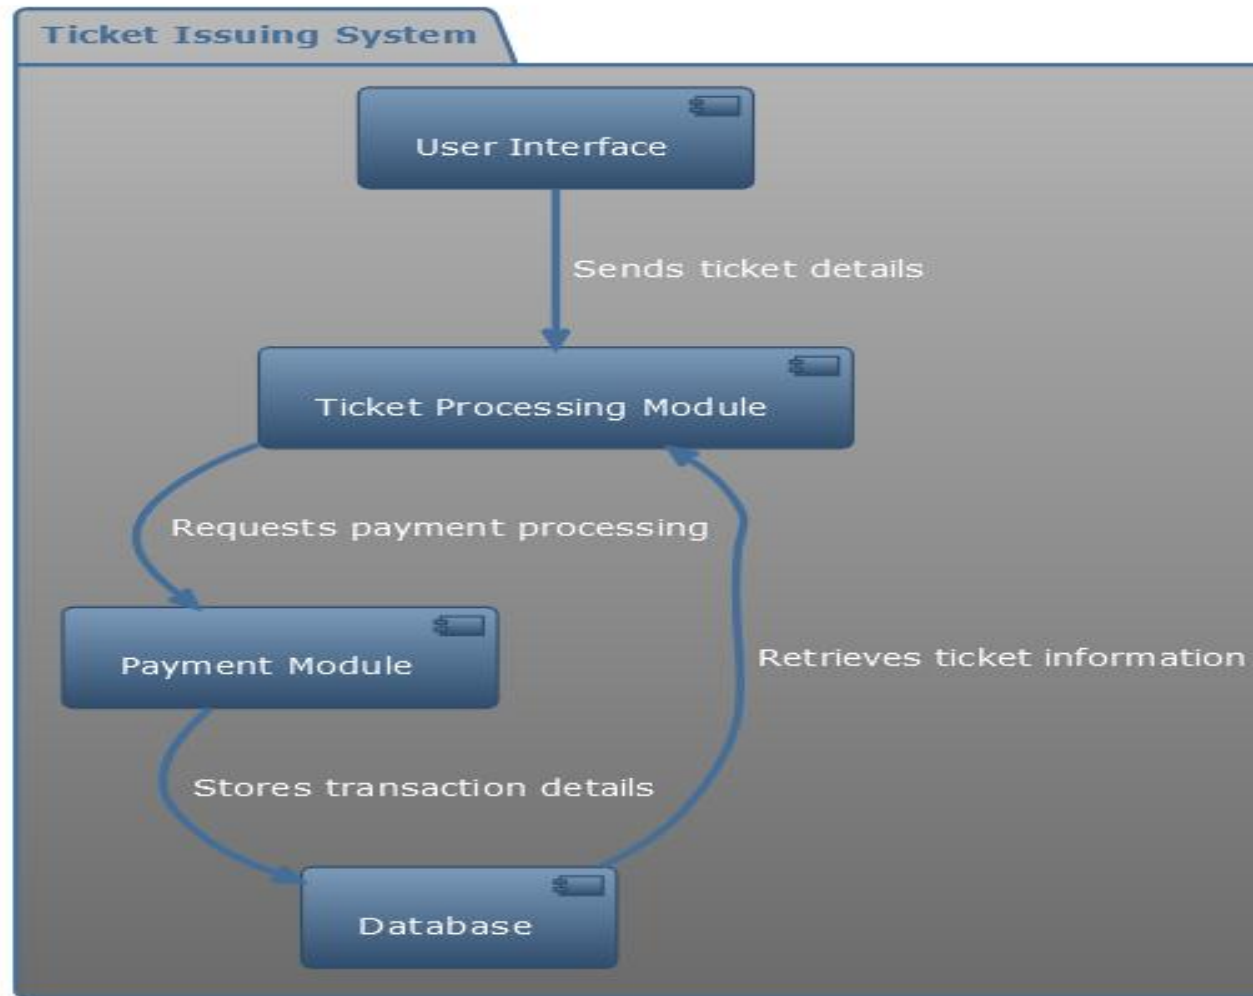 Ticket Issuing System
User Interface
Sends ticket details
Ticket Processing Module
Requests payment processing
Payment Module
Retrieves ticket information
Stores transaction details
Database